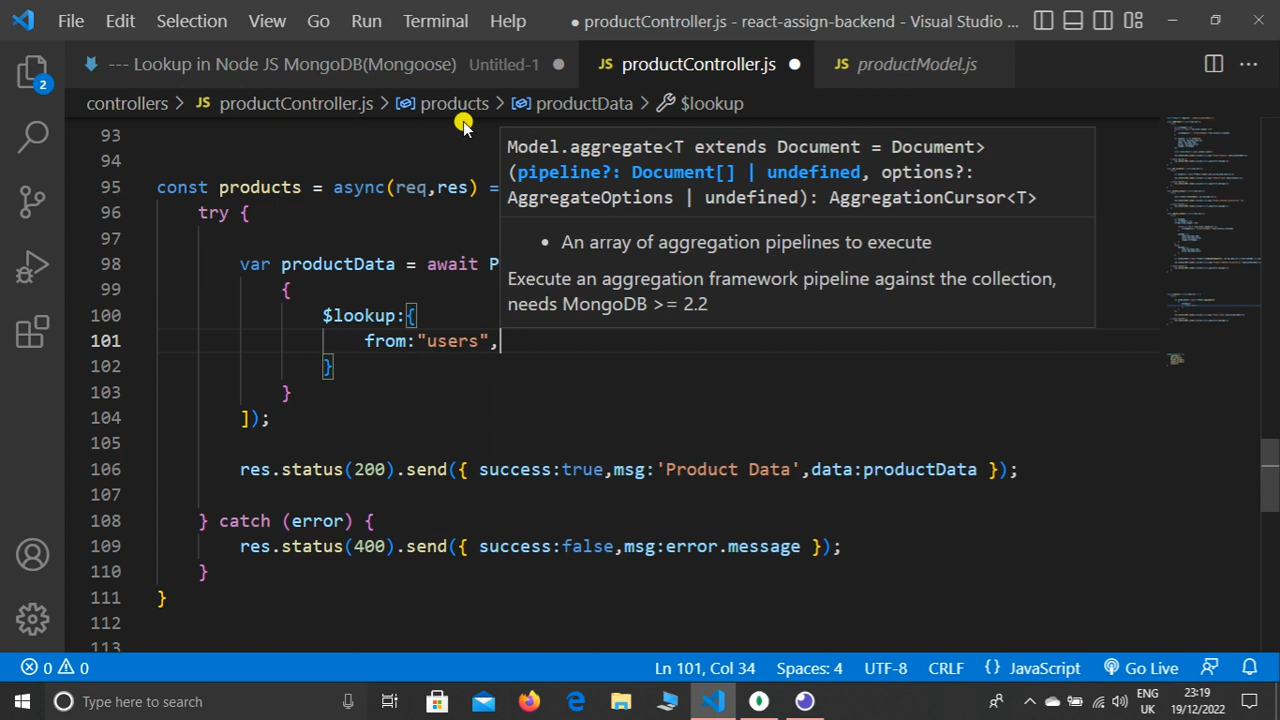 File Edit Selection View Go Run Terminal Help ● productController.js - react-assign-backend - Visual Studio ...
--- Lookup in Node JS MongoDB(Mongoose) Untitled-1 ● JS productController.js ● JS productModel.js
controllers > JS productController.js > products > productData > $lookup
2
93
94
95 const products = async(req,res) =
96 try {
97
98 var productData = await P
99 {
100 $lookup:{
101 from:"users",
102 }
103 }
104 ]);
105
106 res.status(200).send({ success:true,msg:'Product Data',data:productData });
107
108 } catch (error) {
109 res.status(400).send({ success:false,msg:error.message });
110 }
111 }
112
113
Model.aggregate<T extends Document = Document>
(pipeline?: Document[] | undefined, options?:
AggregateOptions | undefined): AggregationCursor<T>
• An array of aggregation pipelines to execute
Execute an aggregation framework pipeline against the collection,
needs MongoDB >= 2.2
0 0 Ln 101, Col 34 Spaces: 4 UTF-8 CRLF {} JavaScript Go Live
Type here to search ENG 23:19
UK 19/12/2022